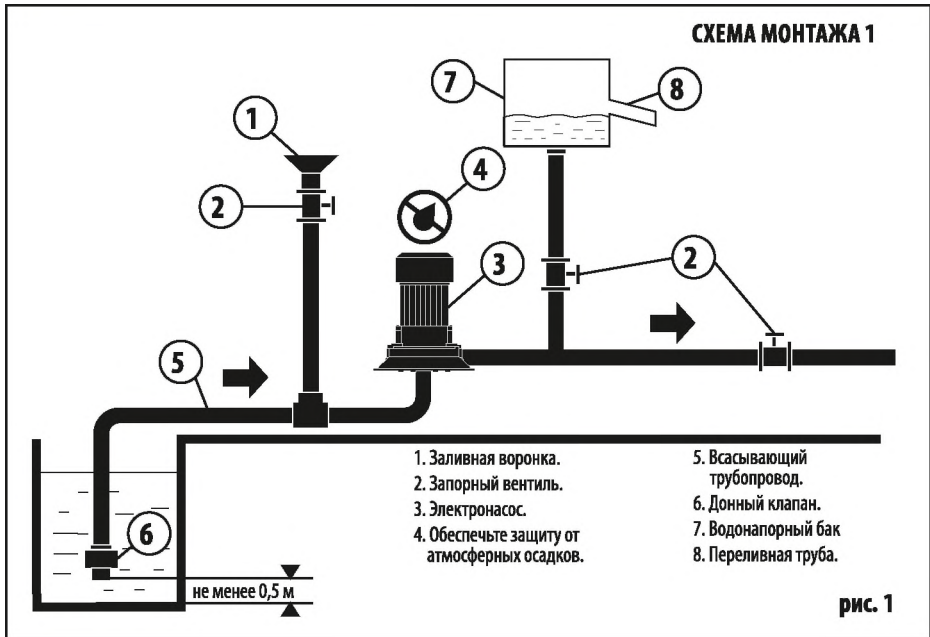 СХЕМА МОНТАЖА 1
7
8
1
4
2
3
2
5
6
не менее 0,5 м
1. Заливная воронка.
2. Запорный вентиль.
3. Электронасос.
4. Обеспечьте защиту от
атмосферных осадков.
5. Всасывающий
трубопровод.
6. Донный клапан.
7. Водонапорный бак
8. Переливная труба.
рис. 1